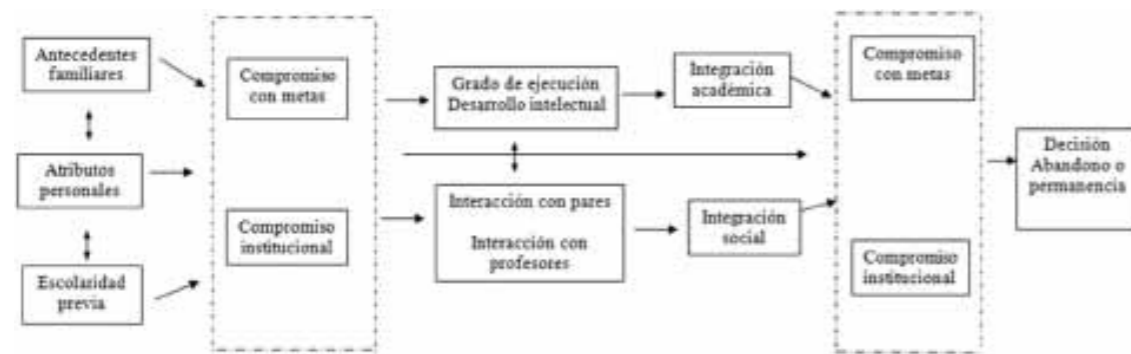 Antecedentes
familiares
Atributos
personales
Escolaridad
previa
Compromiso
con metas
Compromiso
institucional
Grado de ejecución
Desarrollo intelectual
Interacción con pares
Interacción con
profesores
Integración
académica
Integración
social
Compromiso
con metas
Compromiso
institucional
Decisión
Abandono o
permanencia